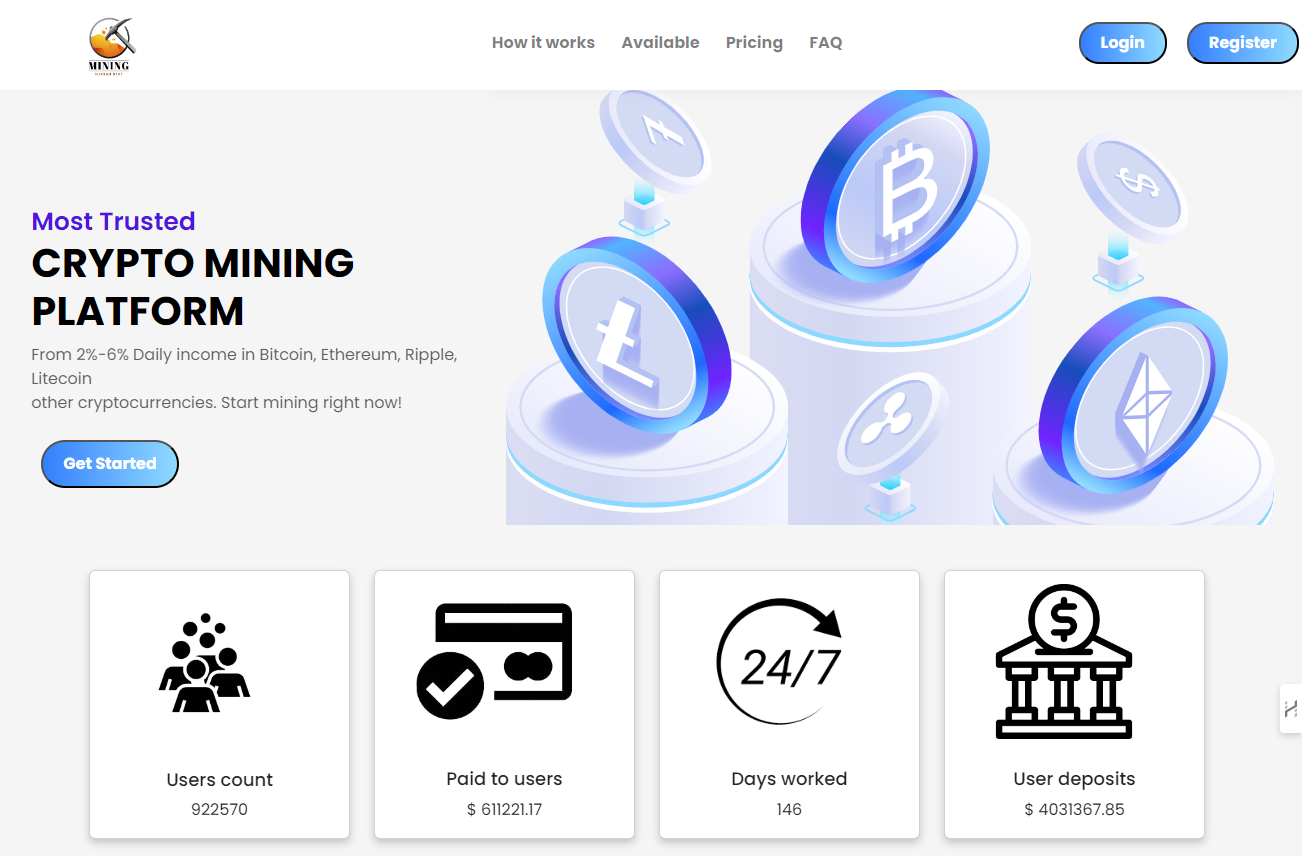 MINING
How it works Available Pricing FAQ
Login Register
Most Trusted
CRYPTO MINING
PLATFORM
From 2%-6% Daily income in Bitcoin, Ethereum, Ripple,
Litecoin
other cryptocurrencies. Start mining right now!
Get Started
24/7
Users count Paid to users Days worked User deposits
922570 $ 611221.17 146 $ 4031367.85